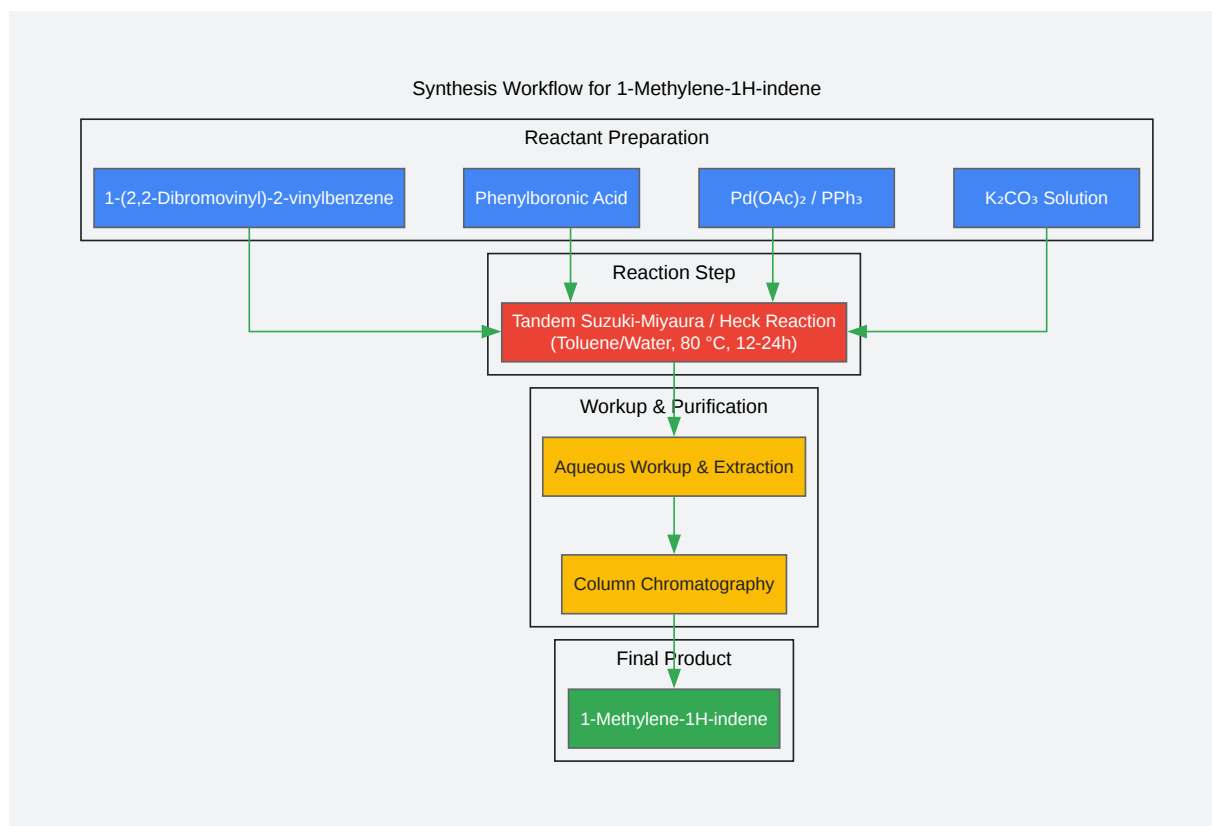 Synthesis Workflow for 1-Methylene-1H-indene
Reactant Preparation
1-(2,2-Dibromovinyl)-2-vinylbenzene
Phenylboronic Acid
Pd(OAc)₂ / PPh₃
K₂CO₃ Solution
Reaction Step
Tandem Suzuki-Miyaura / Heck Reaction
(Toluene/Water, 80 °C, 12-24h)
Workup & Purification
Aqueous Workup & Extraction
Column Chromatography
Final Product
1-Methylene-1H-indene